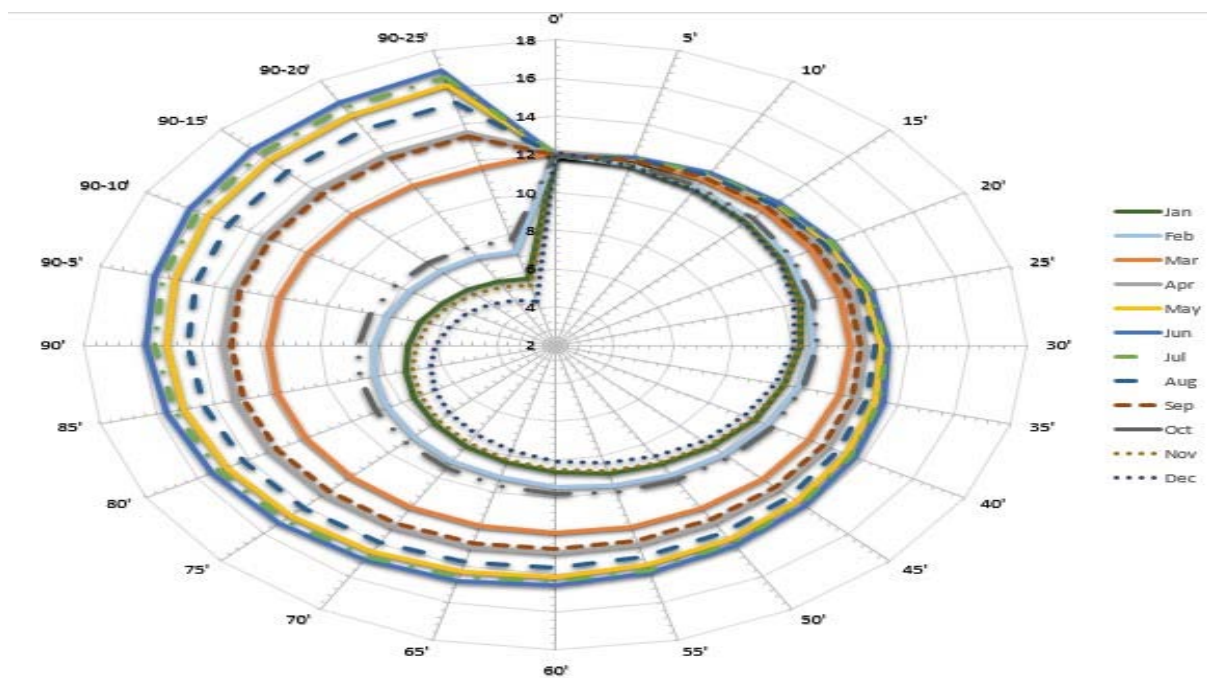 0'
5'
10'
15'
20'
25'
30'
35'
40'
45'
50'
55'
60'
65'
70'
75'
80'
85'
90'
90-5'
90-10'
90-15'
90-20'
90-25'
18
16
14
12
10
8
6
4
2
Jan
Feb
Mar
Apr
May
Jun
Jul
Aug
Sep
Oct
Nov
Dec